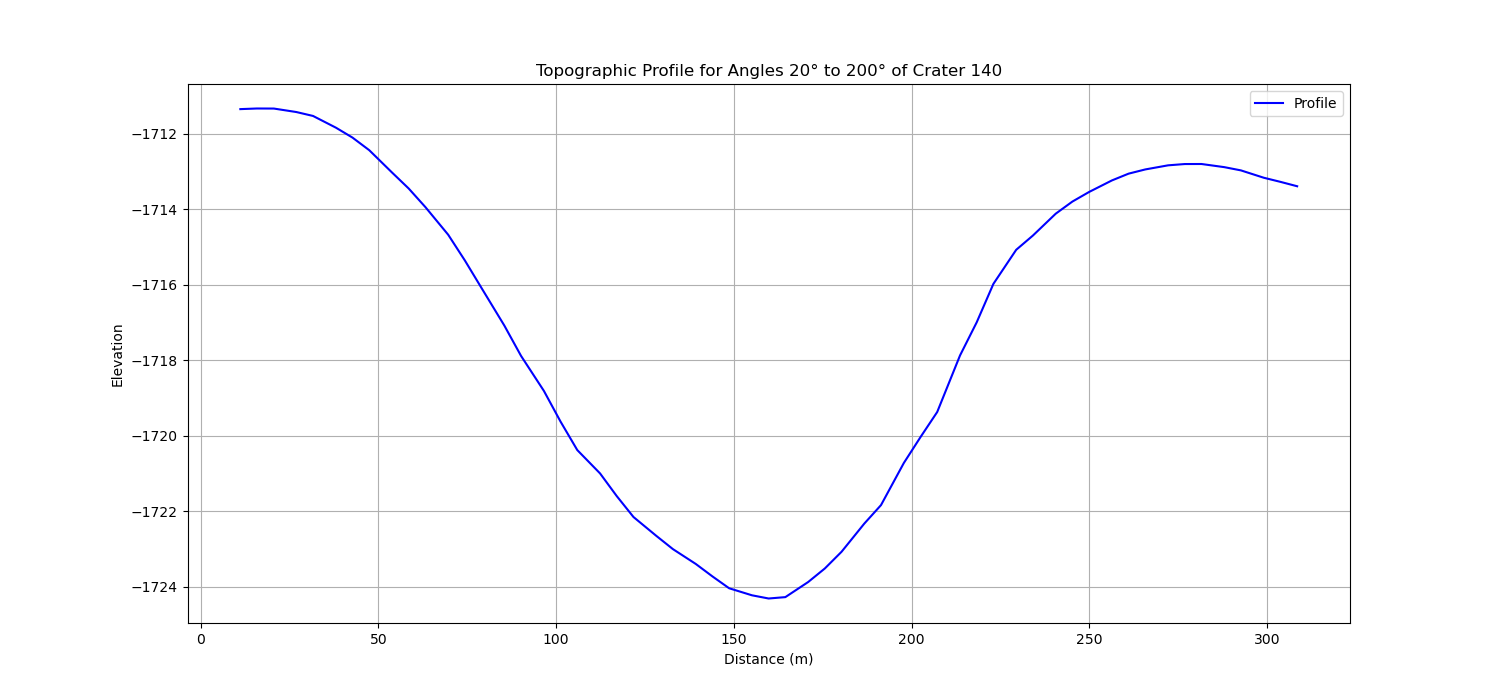 Topographic Profile for Angles 20° to 200° of Crater 140
Profile
−1712
−1714
−1716
−1718
−1720
−1722
−1724
Elevation
0 50 100 150 200 250 300
Distance (m)